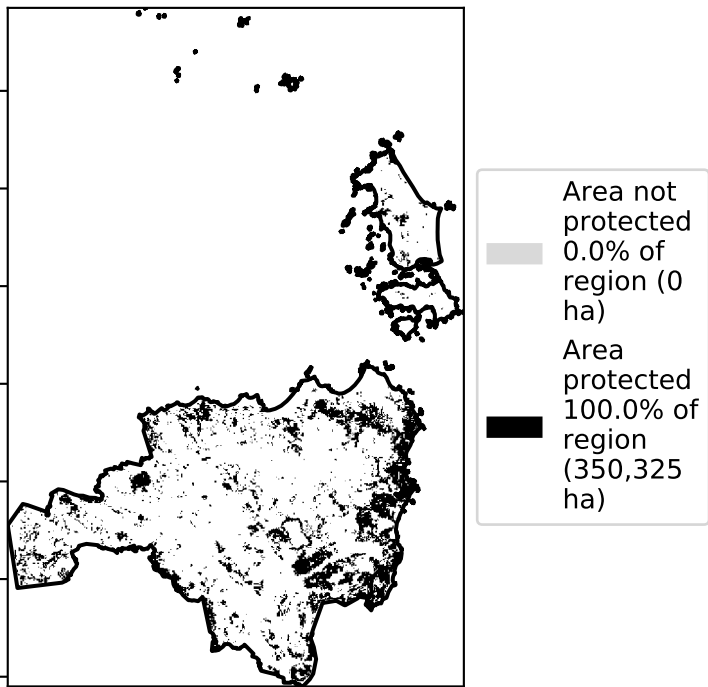 Area not
protected
0.0% of
region (0
ha)
Area
protected
100.0% of
region
(350,325
ha)